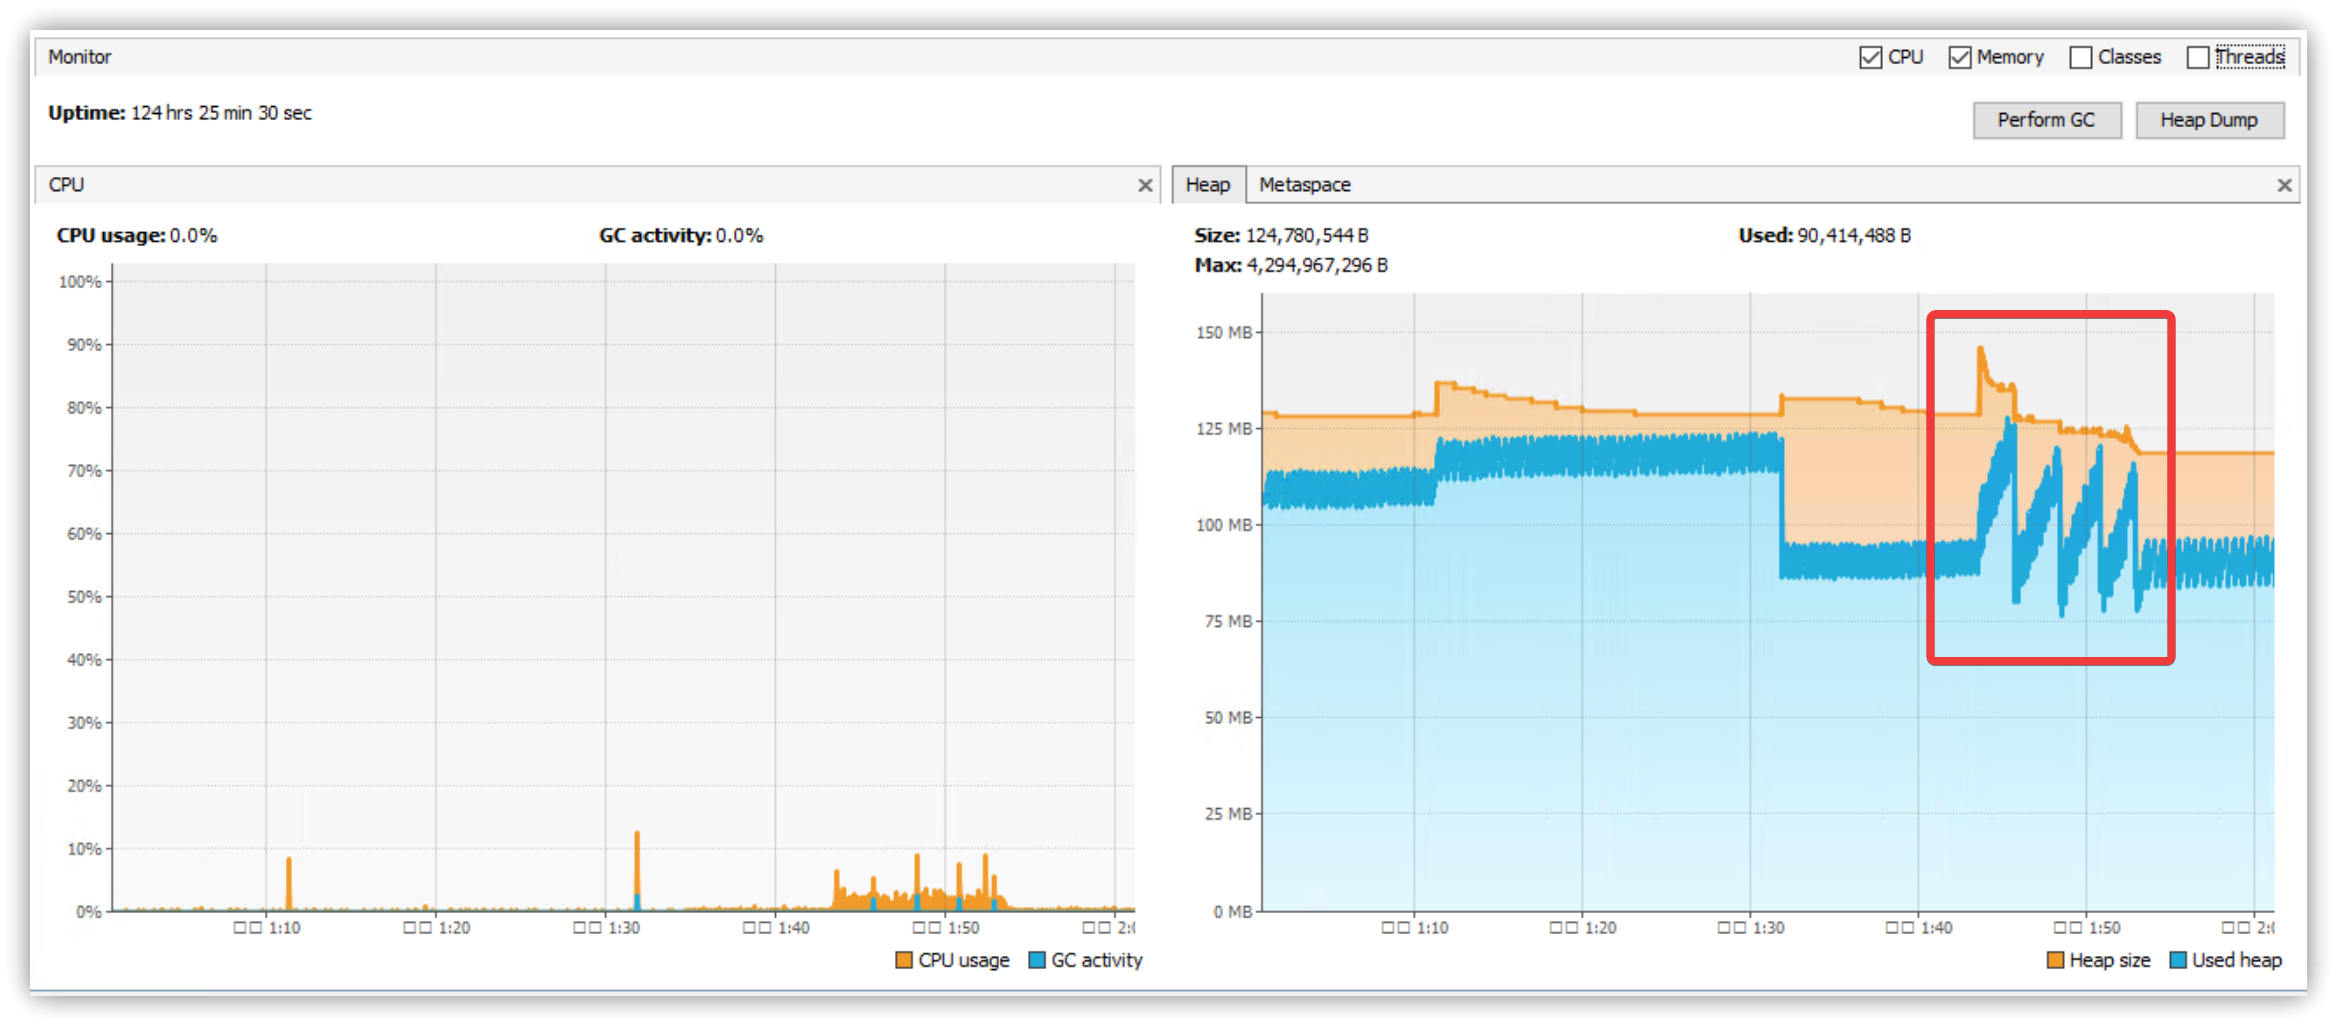 Monitor
CPU Memory Classes Threads
Uptime: 124 hrs 25 min 30 sec
Perform GC Heap Dump
CPU
CPU usage: 0.0% GC activity: 0.0%
100%
90%
80%
70%
60%
50%
40%
30%
20%
10%
0%
1:10 1:20 1:30 1:40 1:50
CPU usage GC activity
Heap Metaspace
Size: 124,780,544 B Used: 90,414,488 B
Max: 4,294,967,296 B
150 MB
125 MB
100 MB
75 MB
50 MB
25 MB
0 MB
1:10 1:20 1:30 1:40 1:50
Heap size Used heap